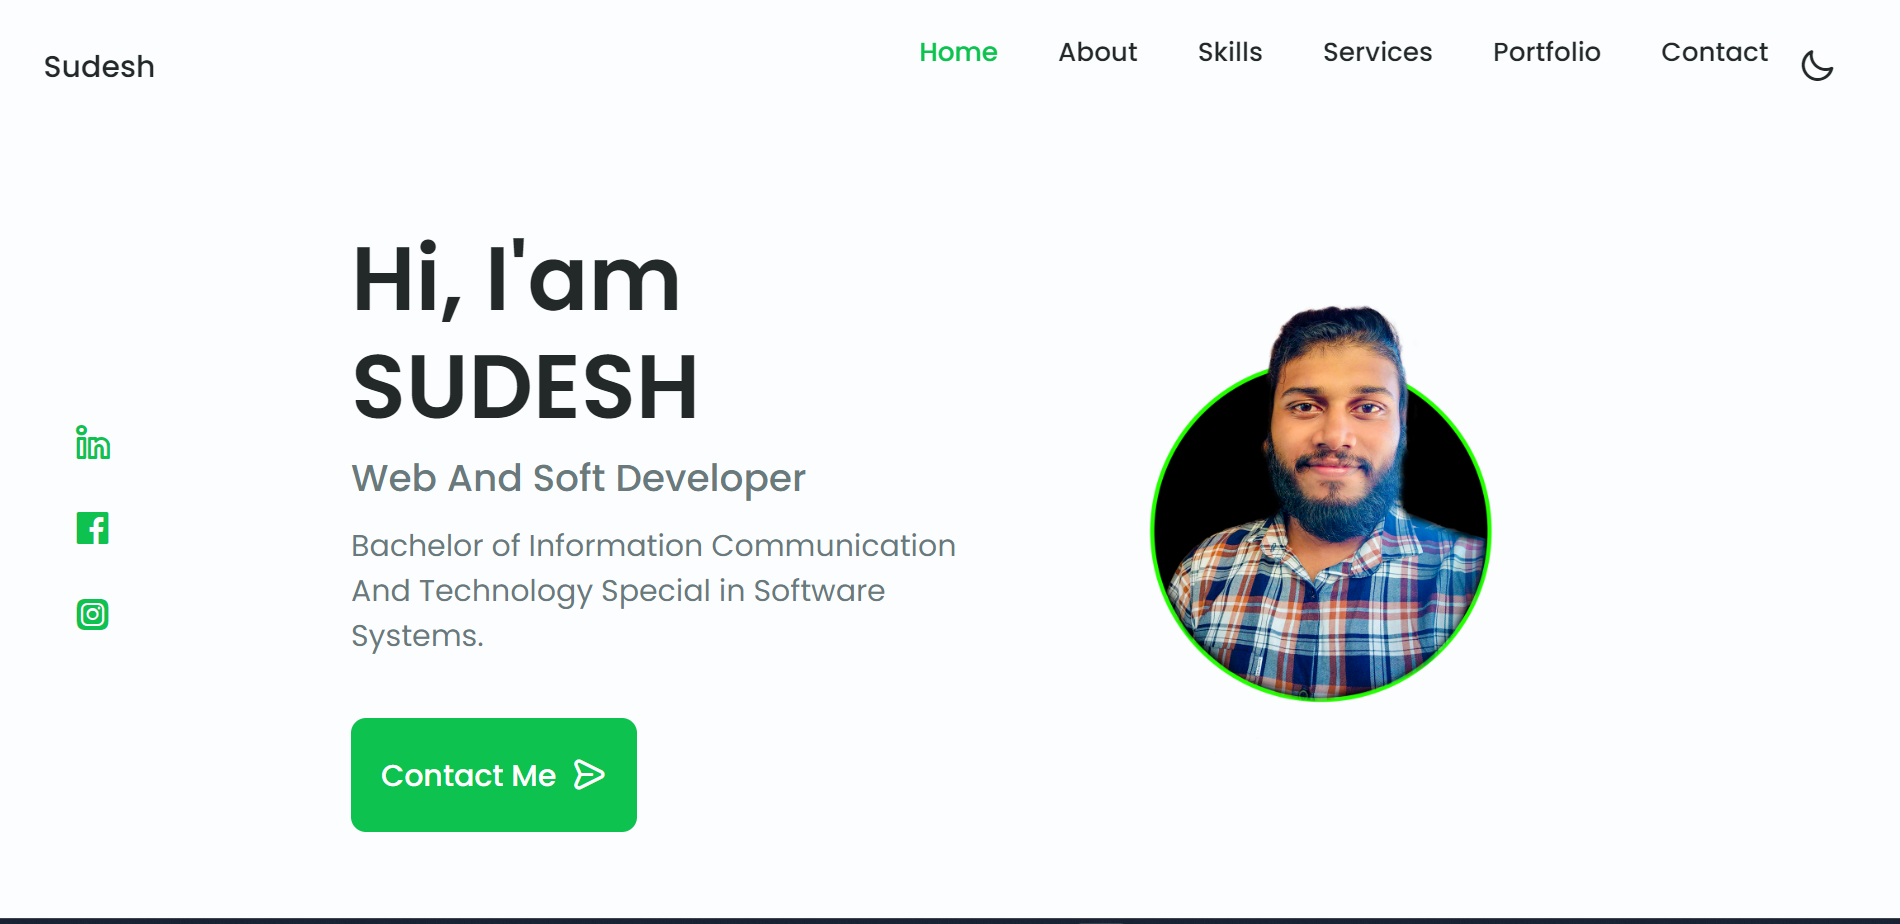 Sudesh
Home About Skills Services Portfolio Contact
Hi, I'am
SUDESH
Web And Soft Developer
Bachelor of Information Communication
And Technology Special in Software
Systems.
Contact Me
in
f